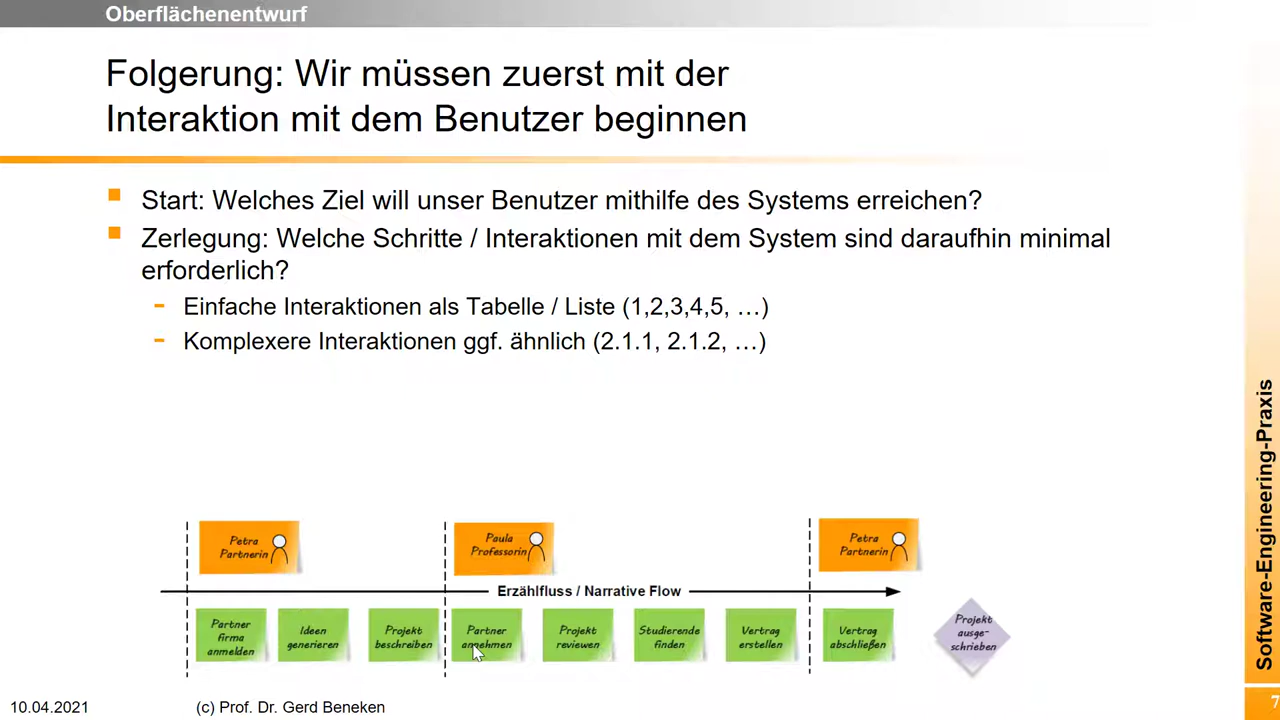 Oberflächenentwurf
Folgerung: Wir müssen zuerst mit der
Interaktion mit dem Benutzer beginnen
Start: Welches Ziel will unser Benutzer mithilfe des Systems erreichen?
Zerlegung: Welche Schritte / Interaktionen mit dem System sind daraufhin minimal
erforderlich?
Einfache Interaktionen als Tabelle / Liste (1,2,3,4,5, …)
Komplexere Interaktionen ggf. ähnlich (2.1.1, 2.1.2, …)
Petra
Partnerin
Paula
Professorin
Petra
Partnerin
Erzählfluss / Narrative Flow
Partner
firma
anmelden
Ideen
generieren
Projekt
beschreiben
Partner
annehmen
Projekt
reviewen
Studierende
finden
Vertrag
erstellen
Vertrag
abschließen
Projekt
ausge-
schrieben
Software-Engineering-Praxis
10.04.2021
(c) Prof. Dr. Gerd Beneken
7